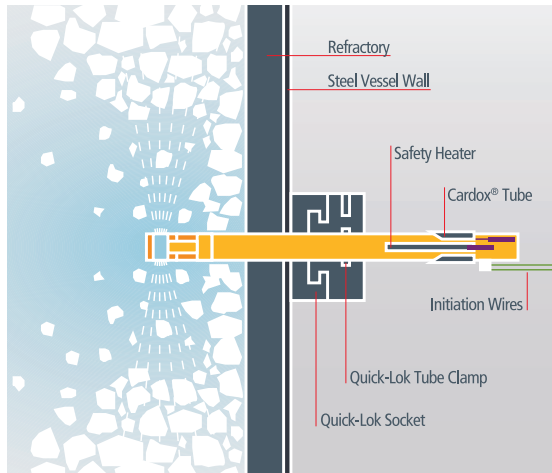 Refractory
Steel Vessel Wall
Safety Heater
Cardox® Tube
Initiation Wires
Quick-Lok Tube Clamp
Quick-Lok Socket